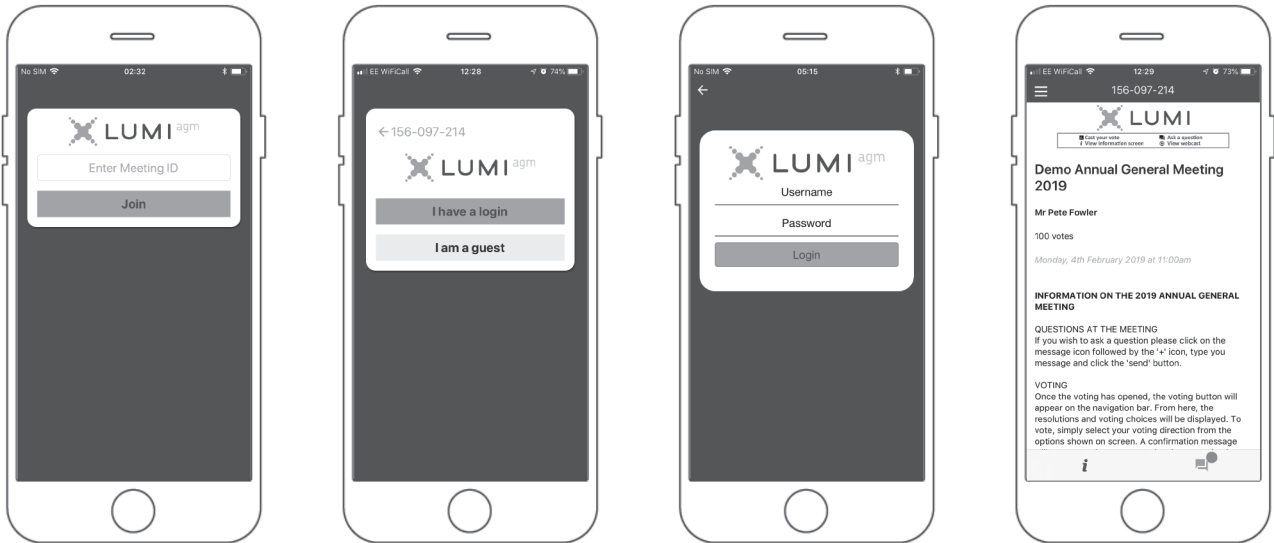 No SIM 02:32
LUMI agm
Enter Meeting ID
Join
EE WiFiCall 12:28 74%
156-097-214
LUMI agm
I have a login
I am a guest
No SIM 05:15
LUMI agm
Username
Password
Login
EE WiFiCall 12:29 73%
156-097-214
LUMI
Cast your vote Ask a question
i View information screen View webcast
Demo Annual General Meeting
2019
Mr Pete Fowler
100 votes
Monday, 4th February 2019 at 11:00am
INFORMATION ON THE 2019 ANNUAL GENERAL
MEETING
QUESTIONS AT THE MEETING
If you wish to ask a question please click on the
message icon followed by the '+' icon, type you
message and click the 'send' button.
VOTING
Once the voting has opened, the voting button will
appear on the navigation bar. From here, the
resolutions and voting choices will be displayed. To
vote, simply select your voting direction from the
options shown on screen. A confirmation message
i